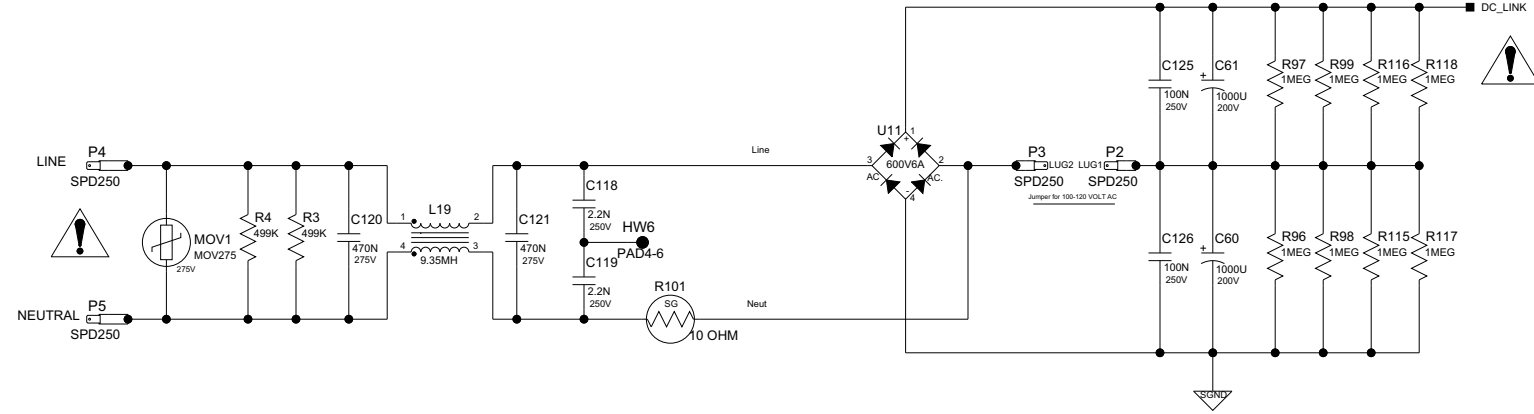 DC_LINK
C125
100N
250V
C61
+
1000U
200V
R97
1MEG
R99
1MEG
R116
1MEG
R118
1MEG
LINE
P4
SPD250
Line
U11
1
+
3
2
600V6A
AC
AC.
-
4
P3
LUG2
SPD250
P2
LUG1
SPD250
Jumper for 100-120 VOLT AC
MOV1
MOV275
275V
R4
499K
R3
499K
C120
470N
275V
L19
1
2
4
3
9.35MH
C121
470N
275V
C118
2.2N
250V
HW6
PAD4-6
C119
2.2N
250V
R101
SG
10 OHM
Neut
C126
100N
250V
C60
+
1000U
200V
R96
1MEG
R98
1MEG
R115
1MEG
R117
1MEG
NEUTRAL
P5
SPD250
SGND